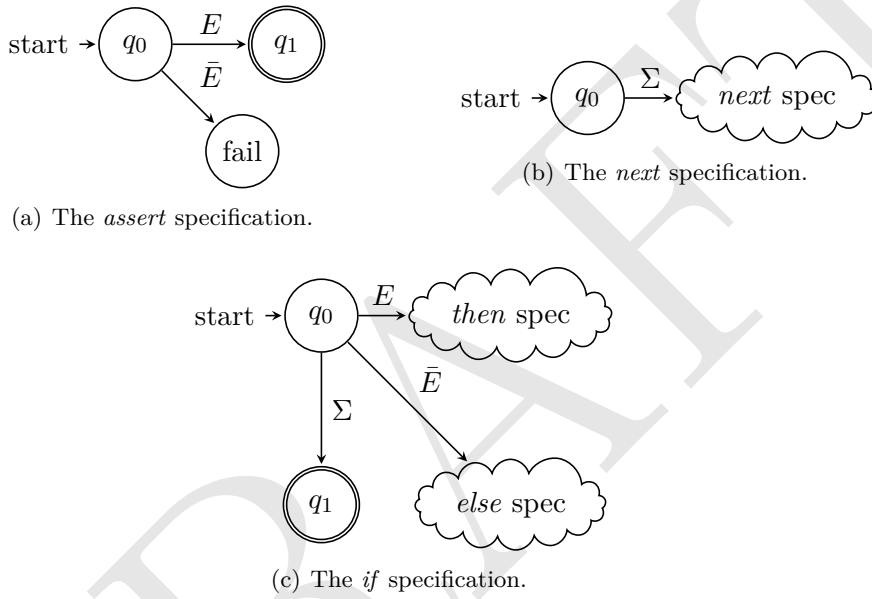 start q₀ E q₁
Ē
fail
(a) The assert specification.
start q₀ Σ next spec
(b) The next specification.
start q₀ E then spec
Ē
Σ
q₁ else spec
(c) The if specification.
DRAFT